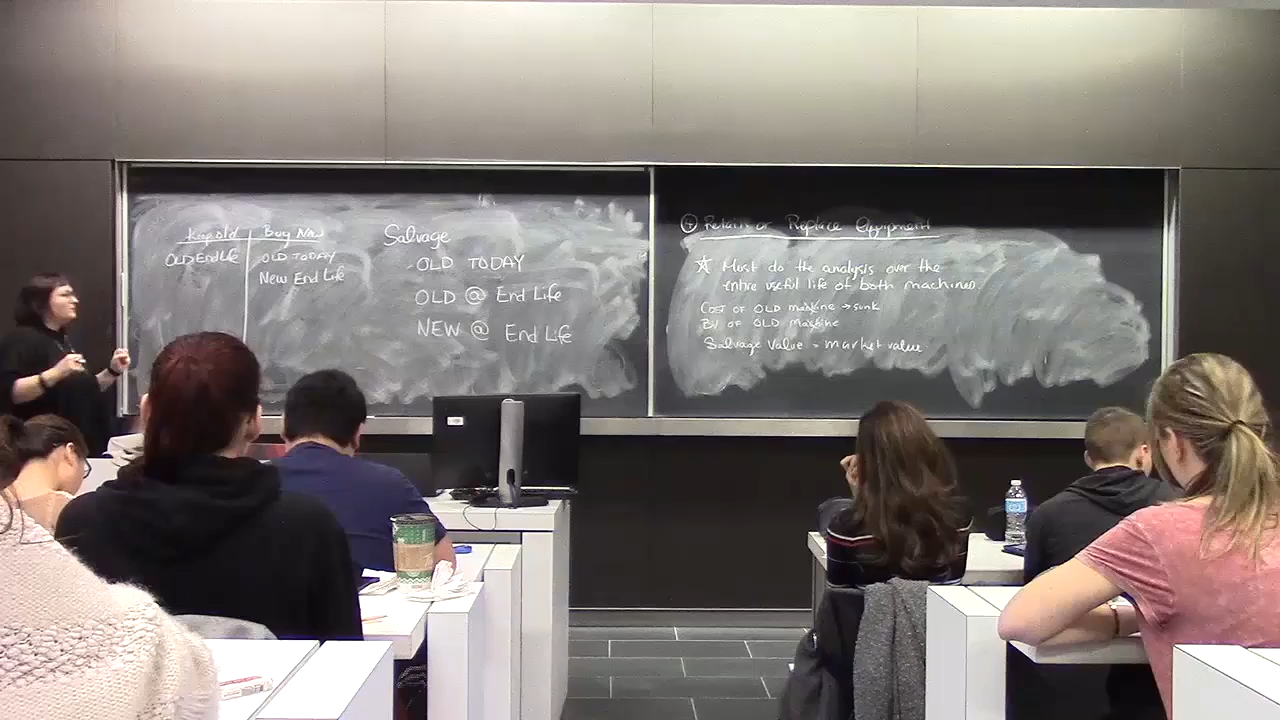 Keep old Buy New
OLD End Life OLD TODAY
New End Life
Salvage
- OLD TODAY
OLD @ End Life
NEW @ End Life
④ Retain or Replace Equipment
☆ Must do the analysis over the
entire useful life of both machines.
Cost of OLD machine → sunk
BV of OLD Machine
Salvage Value = market value